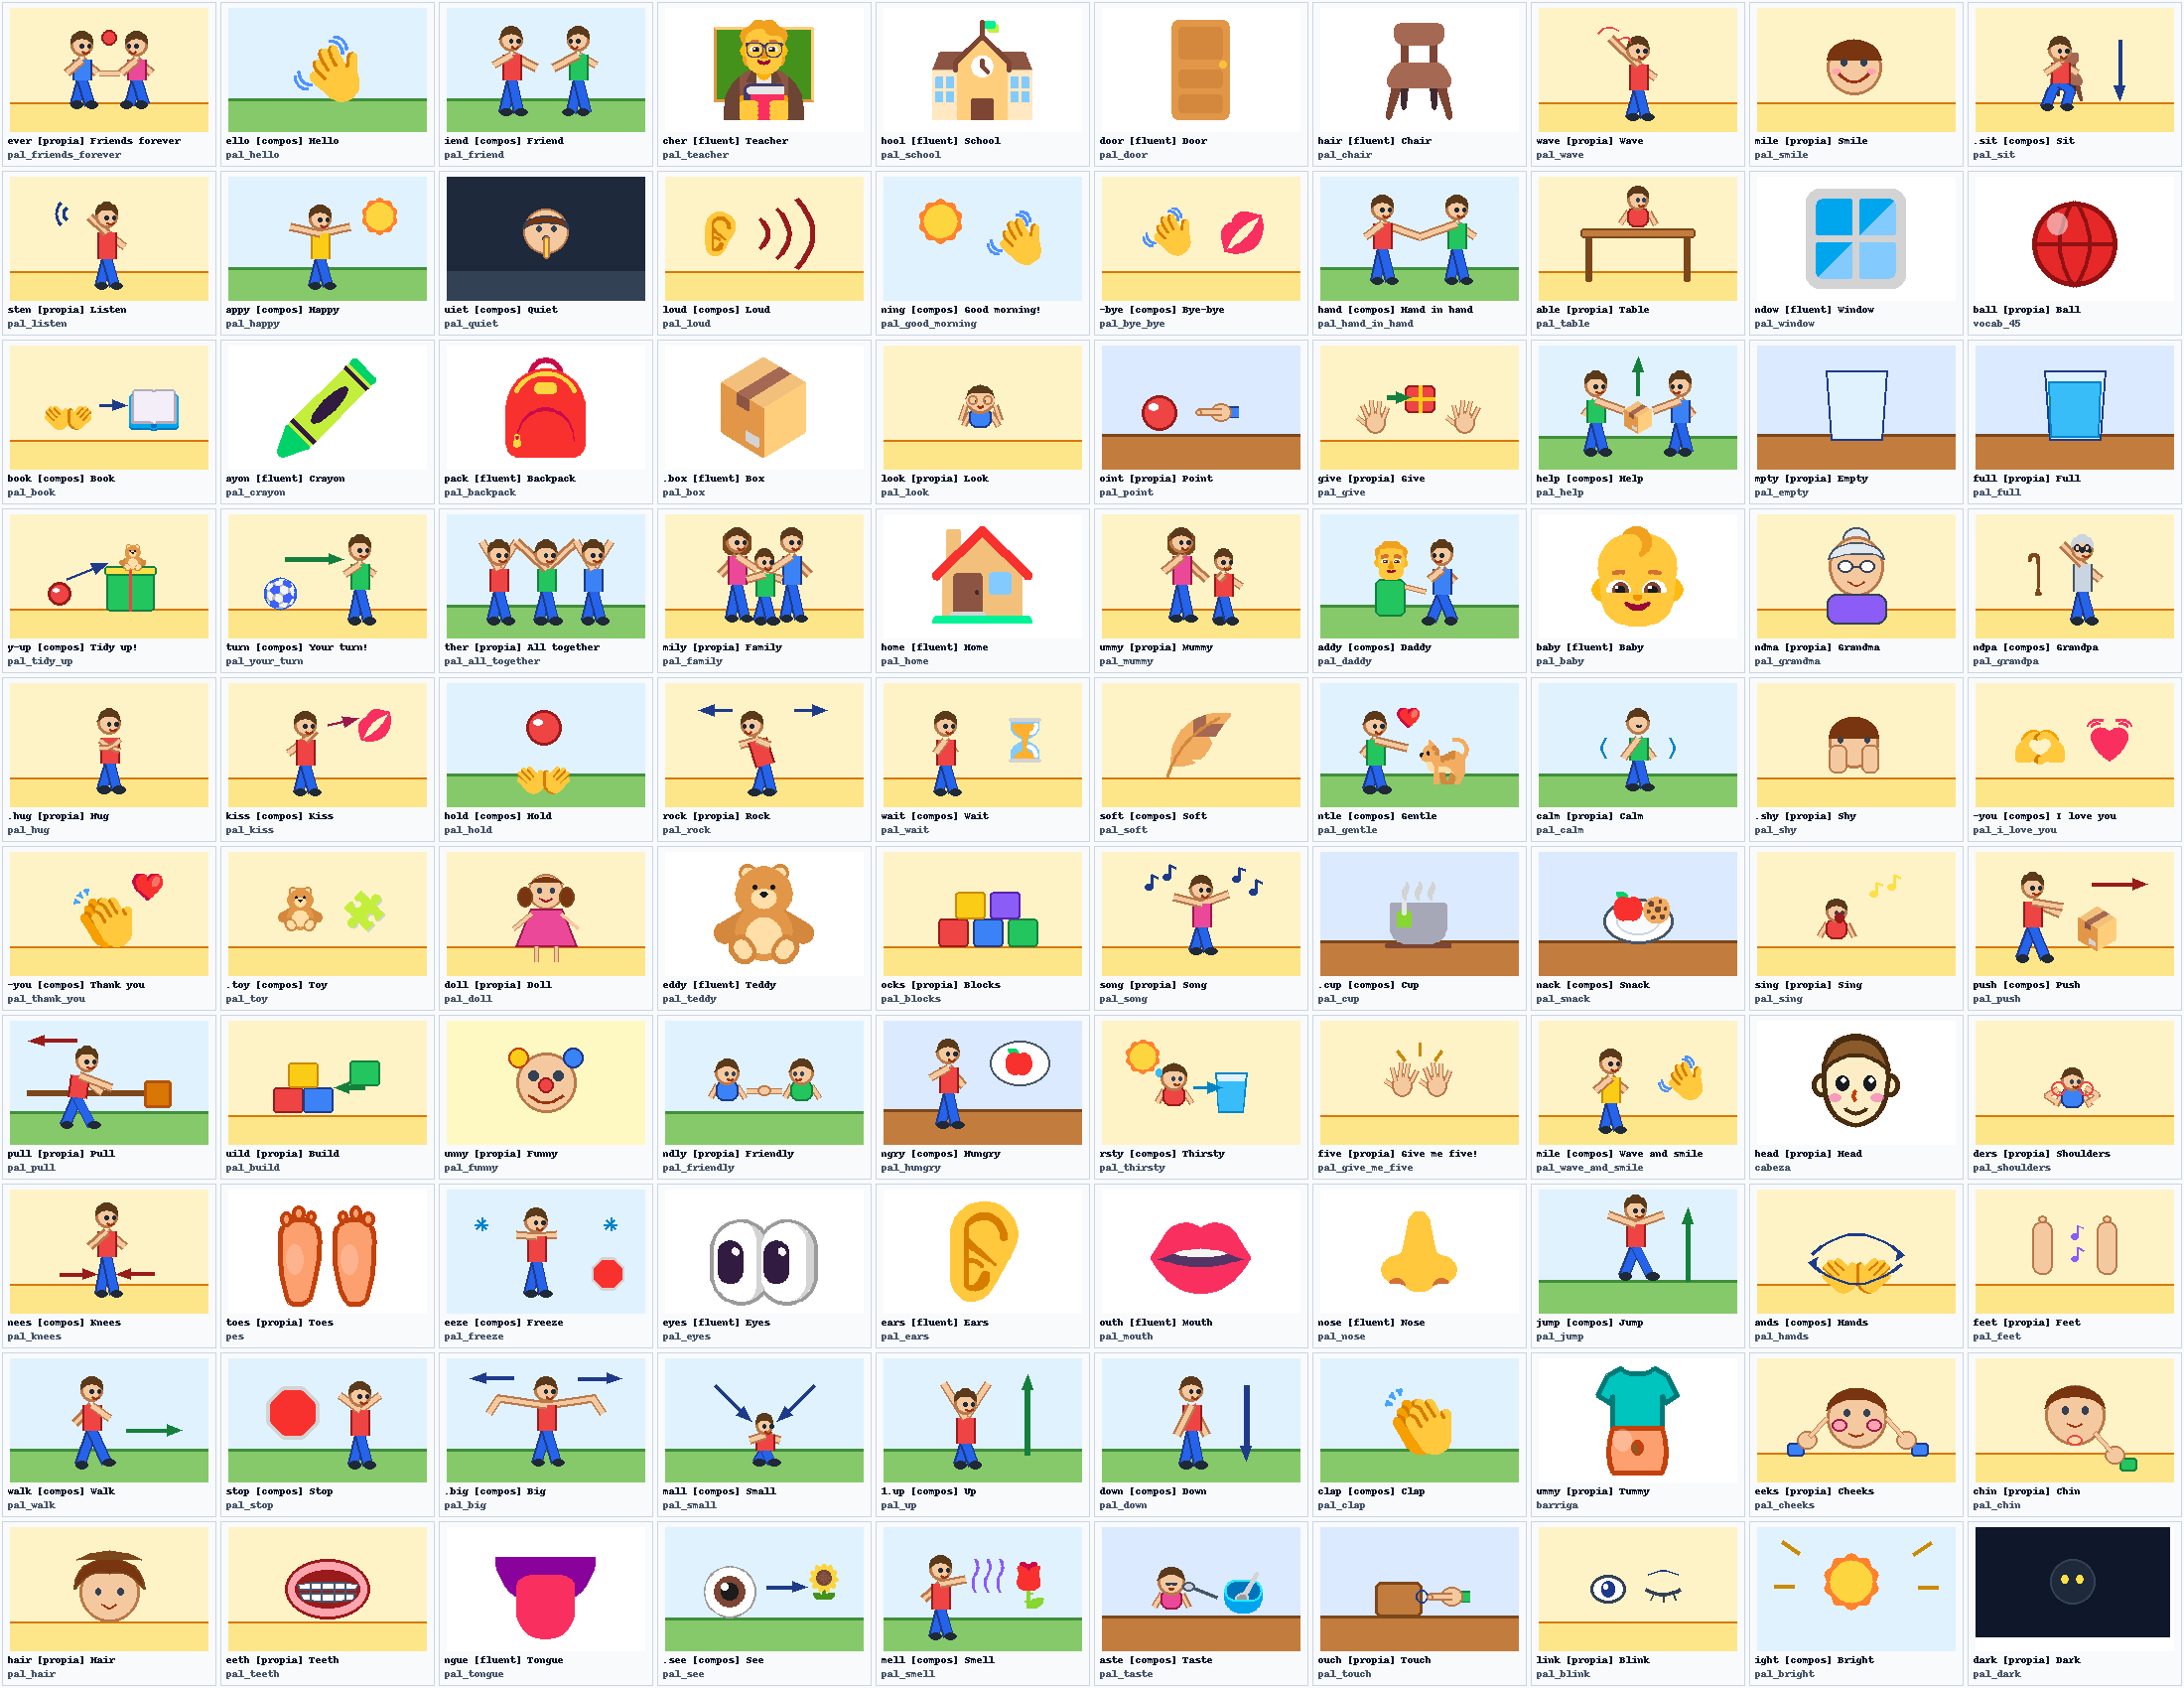 ever [propia] Friends forever
pal_friends_forever
ello [compos] Hello
pal_hello
iend [compos] Friend
pal_friend
cher [fluent] Teacher
pal_teacher
hool [fluent] School
pal_school
door [fluent] Door
pal_door
hair [fluent] Chair
pal_chair
wave [propia] Wave
pal_wave
mile [propia] Smile
pal_smile
.sit [compos] Sit
pal_sit
sten [propia] Listen
pal_listen
appy [compos] Happy
pal_happy
uiet [compos] Quiet
pal_quiet
loud [compos] Loud
pal_loud
ning [compos] Good morning!
pal_good_morning
-bye [compos] Bye-bye
pal_bye_bye
hand [compos] Hand in hand
pal_hand_in_hand
able [propia] Table
pal_table
ndow [fluent] Window
pal_window
ball [propia] Ball
vocab_45
book [compos] Book
pal_book
ayon [fluent] Crayon
pal_crayon
pack [fluent] Backpack
pal_backpack
.box [fluent] Box
pal_box
look [propia] Look
pal_look
oint [propia] Point
pal_point
give [propia] Give
pal_give
help [compos] Help
pal_help
mpty [propia] Empty
pal_empty
full [propia] Full
pal_full
y-up [compos] Tidy up!
pal_tidy_up
turn [compos] Your turn!
pal_your_turn
ther [propia] All together
pal_all_together
mily [propia] Family
pal_family
home [fluent] Home
pal_home
ummy [propia] Mummy
pal_mummy
addy [compos] Daddy
pal_daddy
baby [fluent] Baby
pal_baby
ndma [propia] Grandma
pal_grandma
ndpa [compos] Grandpa
pal_grandpa
.hug [propia] Hug
pal_hug
kiss [compos] Kiss
pal_kiss
hold [compos] Hold
pal_hold
rock [propia] Rock
pal_rock
wait [compos] Wait
pal_wait
soft [compos] Soft
pal_soft
ntle [compos] Gentle
pal_gentle
calm [propia] Calm
pal_calm
.shy [propia] Shy
pal_shy
-you [compos] I love you
pal_i_love_you
-you [compos] Thank you
pal_thank_you
.toy [compos] Toy
pal_toy
doll [propia] Doll
pal_doll
eddy [fluent] Teddy
pal_teddy
ocks [propia] Blocks
pal_blocks
song [propia] Song
pal_song
.cup [compos] Cup
pal_cup
nack [compos] Snack
pal_snack
sing [propia] Sing
pal_sing
push [compos] Push
pal_push
pull [propia] Pull
pal_pull
uild [propia] Build
pal_build
unny [propia] Funny
pal_funny
ndly [propia] Friendly
pal_friendly
ngry [compos] Hungry
pal_hungry
rsty [compos] Thirsty
pal_thirsty
five [propia] Give me five!
pal_give_me_five
mile [compos] Wave and smile
pal_wave_and_smile
head [propia] Head
cabeza
ders [propia] Shoulders
pal_shoulders
nees [compos] Knees
pal_knees
toes [propia] Toes
pes
eeze [compos] Freeze
pal_freeze
eyes [fluent] Eyes
pal_eyes
ears [fluent] Ears
pal_ears
outh [fluent] Mouth
pal_mouth
nose [fluent] Nose
pal_nose
jump [compos] Jump
pal_jump
ands [compos] Hands
pal_hands
feet [propia] Feet
pal_feet
walk [compos] Walk
pal_walk
stop [compos] Stop
pal_stop
.big [compos] Big
pal_big
mall [compos] Small
pal_small
1.up [compos] Up
pal_up
down [compos] Down
pal_down
clap [compos] Clap
pal_clap
ummy [propia] Tummy
barriga
eeks [propia] Cheeks
pal_cheeks
chin [propia] Chin
pal_chin
hair [propia] Hair
pal_hair
eeth [propia] Teeth
pal_teeth
ngue [fluent] Tongue
pal_tongue
.see [compos] See
pal_see
mell [compos] Smell
pal_smell
aste [compos] Taste
pal_taste
ouch [propia] Touch
pal_touch
link [propia] Blink
pal_blink
ight [compos] Bright
pal_bright
dark [propia] Dark
pal_dark